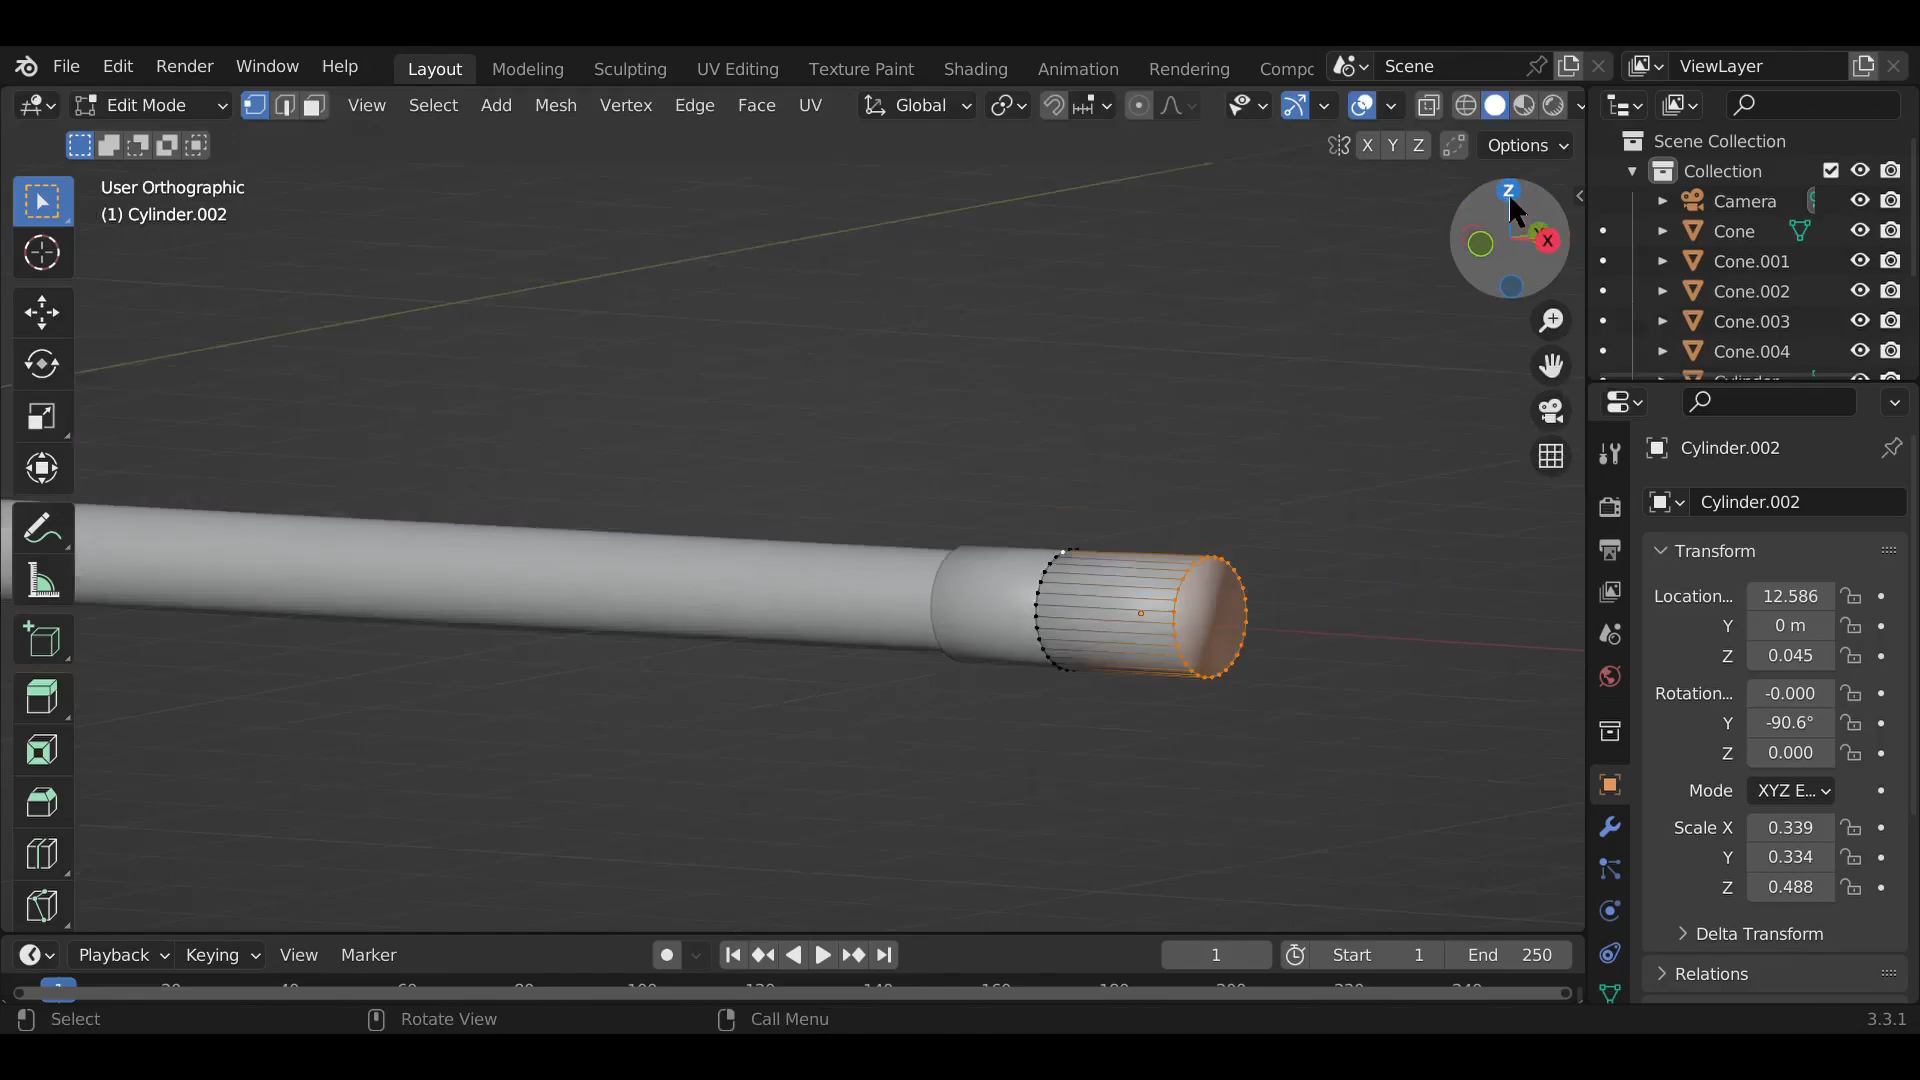 File Edit Render Window Help Layout Modeling Sculpting UV Editing Texture Paint Shading Animation Rendering Scene ViewLayer
Edit Mode View Select Add Mesh Vertex Edge Face UV Global
X Y Z Options
User Orthographic
(1) Cylinder.002
Z
X
Scene Collection
Collection
Camera
Cone
Cone.001
Cone.002
Cone.003
Cone.004
Cylinder
Cylinder.002
Cylinder.002
Transform
Location... 12.586
Y 0 m
Z 0.045
Rotation... -0.000
Y -90.6°
Z 0.000
Mode XYZ E...
Scale X 0.339
Y 0.334
Z 0.488
Delta Transform
Relations
Playback Keying View Marker 1 Start 1 End 250
Select Rotate View Call Menu 3.3.1